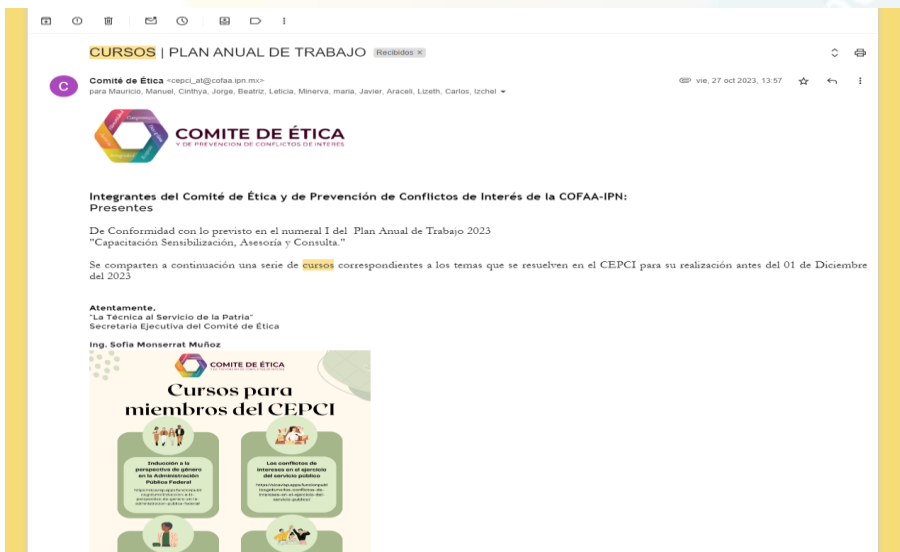 CURSOS | PLAN ANUAL DE TRABAJO Recibidos ×
Comité de Ética <cepci_at@cofaa.ipn.mx>
vie, 27 oct 2023, 13:57
para Mauricio, Manuel, Cinthya, Jorge, Beatriz, Leticia, Minerva, maria, Javier, Araceli, Lizeth, Carlos, Izchel
C
COMITE DE ÉTICA
Y DE PREVENCIÓN DE CONFLICTOS DE INTERÉS
Integrantes del Comité de Ética y de Prevención de Conflictos de Interés de la COFAA-IPN:
Presentes
De Conformidad con lo previsto en el numeral I del Plan Anual de Trabajo 2023
"Capacitación Sensibilización, Asesoría y Consulta."
Se comparten a continuación una serie de cursos correspondientes a los temas que se resuelven en el CEPCI para su realización antes del 01 de Diciembre
del 2023
Atentamente,
"La Técnica al Servicio de la Patria"
Secretaria Ejecutiva del Comité de Ética
Ing. Sofia Monserrat Muñoz
COMITE DE ÉTICA
Cursos para
miembros del CEPCI
Inducción a la
perspectiva de género
en la Administración
Pública Federal
Los conflictos de
intereses en el ejercicio
del servicio público